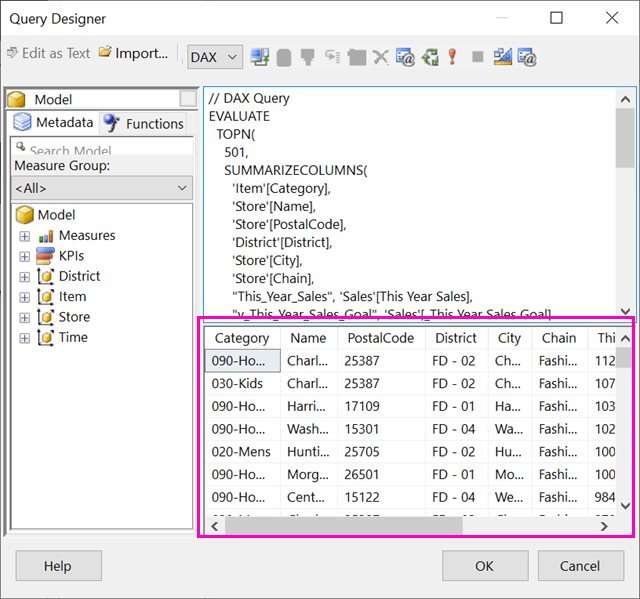 Query Designer
Edit as Text Import... DAX
Model
Metadata Functions
Search Model
Measure Group:
<All>
Model
Measures
KPIs
District
Item
Store
Time
// DAX Query
EVALUATE
TOPN(
501,
SUMMARIZECOLUMNS(
'Item'[Category],
'Store'[Name],
'Store'[PostalCode],
'District'[District],
'Store'[City],
'Store'[Chain],
"This_Year_Sales", 'Sales'[This Year Sales],
"v_This_Year_Sales_Goal", 'Sales'[_This Year Sales Goal]
Category Name PostalCode District City Chain Thi
090-Ho... Charl... 25387 FD - 02 Ch... Fashi... 112
030-Kids Charl... 25387 FD - 02 Ch... Fashi... 107
090-Ho... Harri... 17109 FD - 01 Ha... Fashi... 103
090-Ho... Wash... 15301 FD - 04 Wa... Fashi... 102
020-Mens Hunti... 25705 FD - 02 Hu... Fashi... 100
090-Ho... Morg... 26501 FD - 01 Mo... Fashi... 100
090-Ho... Cent... 15122 FD - 04 We... Fashi... 984
Help OK Cancel